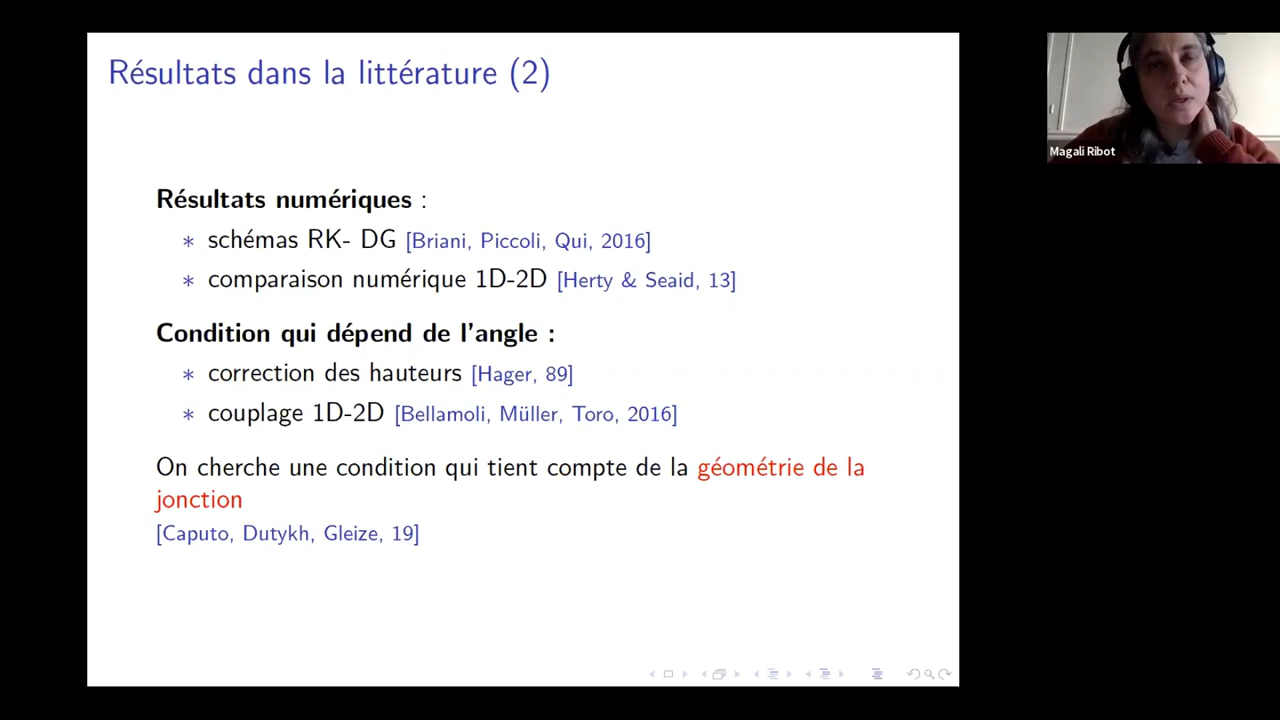 Résultats dans la littérature (2)
Magali Ribot
Résultats numériques :
* schémas RK- DG [Briani, Piccoli, Qui, 2016]
* comparaison numérique 1D-2D [Herty & Seaid, 13]
Condition qui dépend de l'angle :
* correction des hauteurs [Hager, 89]
* couplage 1D-2D [Bellamoli, Müller, Toro, 2016]
On cherche une condition qui tient compte de la géométrie de la
jonction
[Caputo, Dutykh, Gleize, 19]